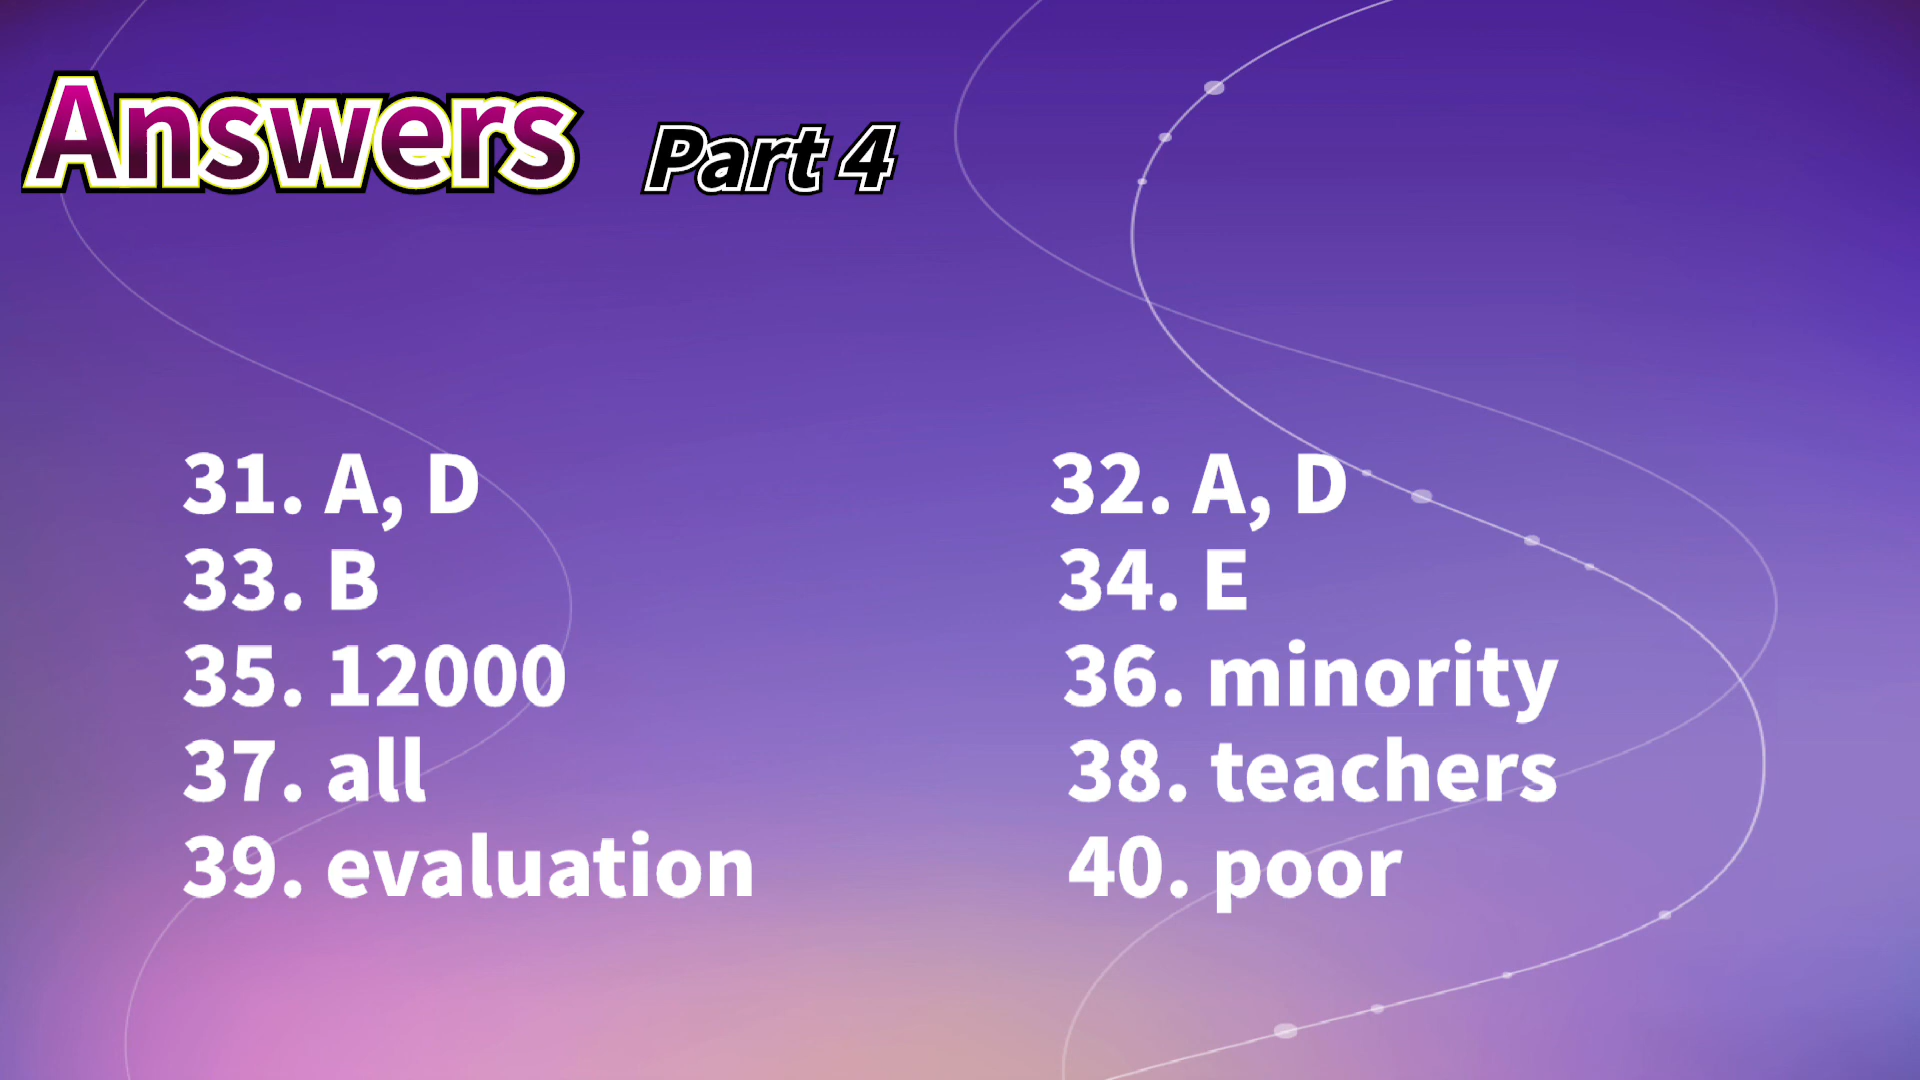 Answers Part 4
31. A, D 32. A, D
33. B 34. E
35. 12000 36. minority
37. all 38. teachers
39. evaluation 40. poor